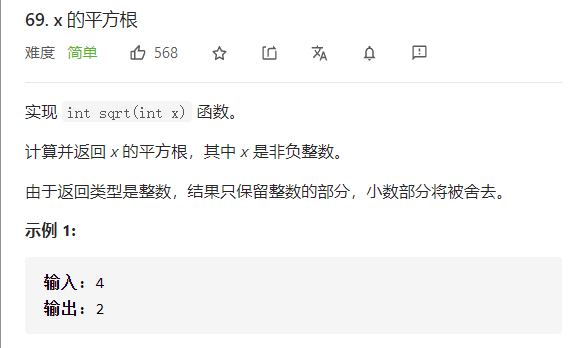 69. x 的平方根
难度 简单 568
实现 int sqrt(int x) 函数。
计算并返回 x 的平方根，其中 x 是非负整数。
由于返回类型是整数，结果只保留整数的部分，小数部分将被舍去。
示例 1:
输入：4
输出：2